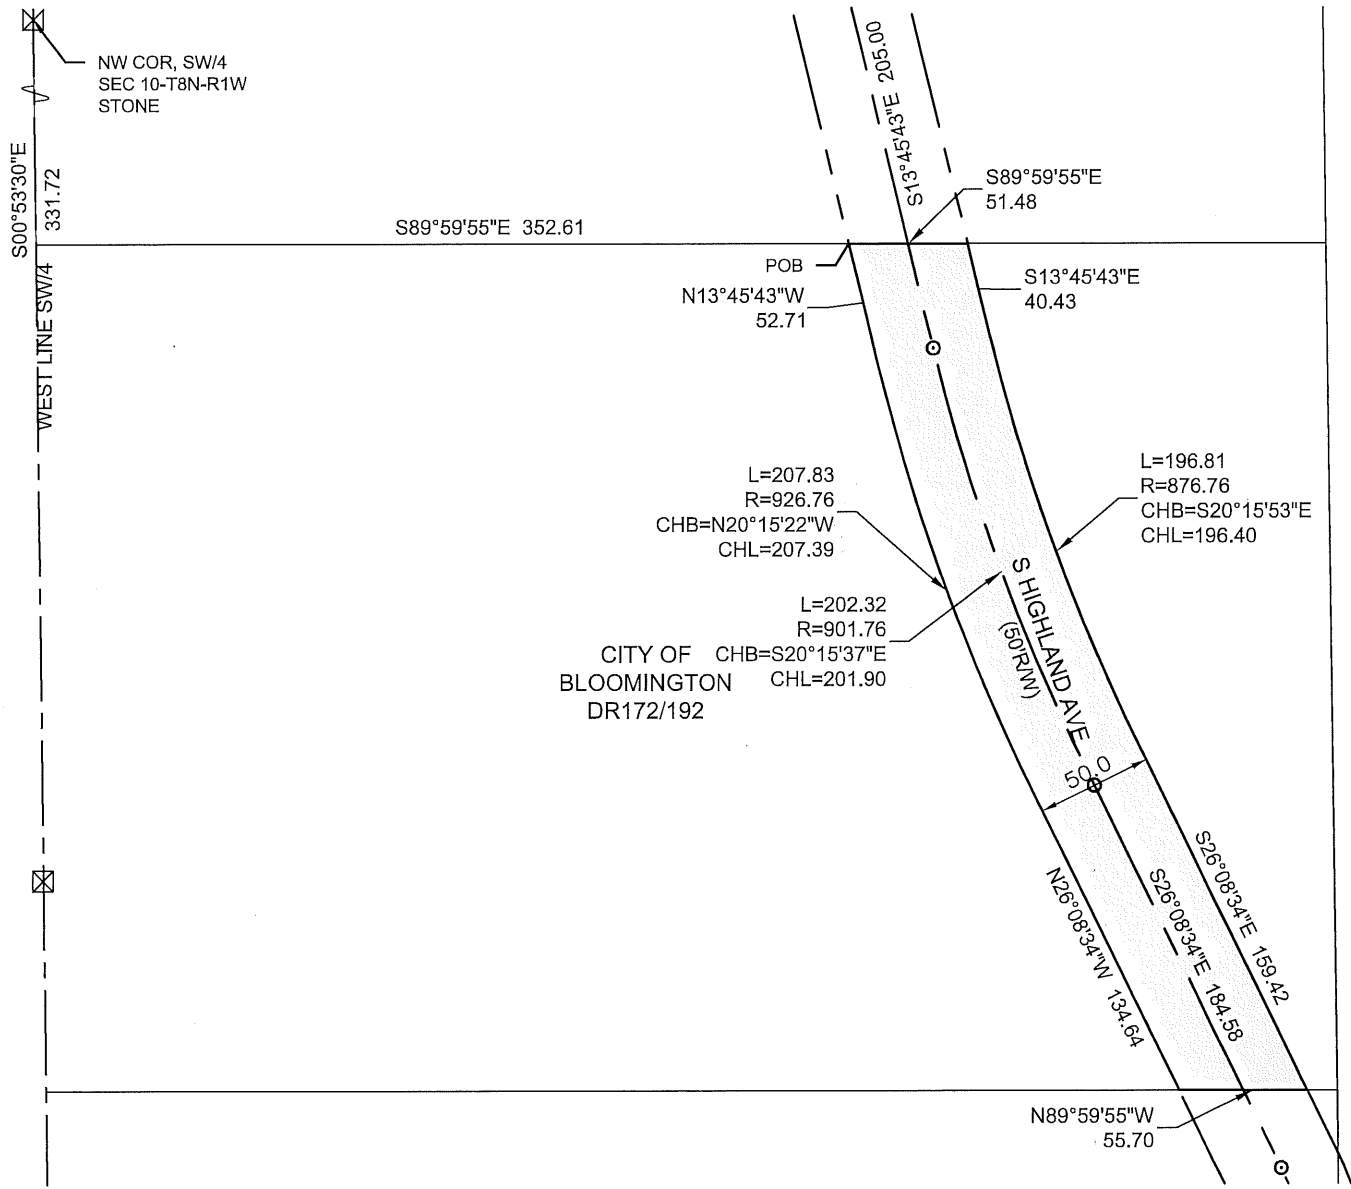 NW COR, SW/4
SEC 10-T8N-R1W
STONE
S00°53'30"E
331.72
WEST LINE SW/4
S89°59'55"E 352.61
S13°45'43"E 205.00
S89°59'55"E
51.48
POB
N13°45'43"W
52.71
S13°45'43"E
40.43
L=207.83
R=926.76
CHB=N20°15'22"W
CHL=207.39
L=196.81
R=876.76
CHB=S20°15'53"E
CHL=196.40
L=202.32
R=901.76
CHB=S20°15'37"E
CHL=201.90
CITY OF
BLOOMINGTON
DR172/192
S HIGHLAND AVE
(50'R/W)
50.0
N26°08'34"W 134.64
S26°08'34"E 184.58
S26°08'34"E 159.42
N89°59'55"W
55.70